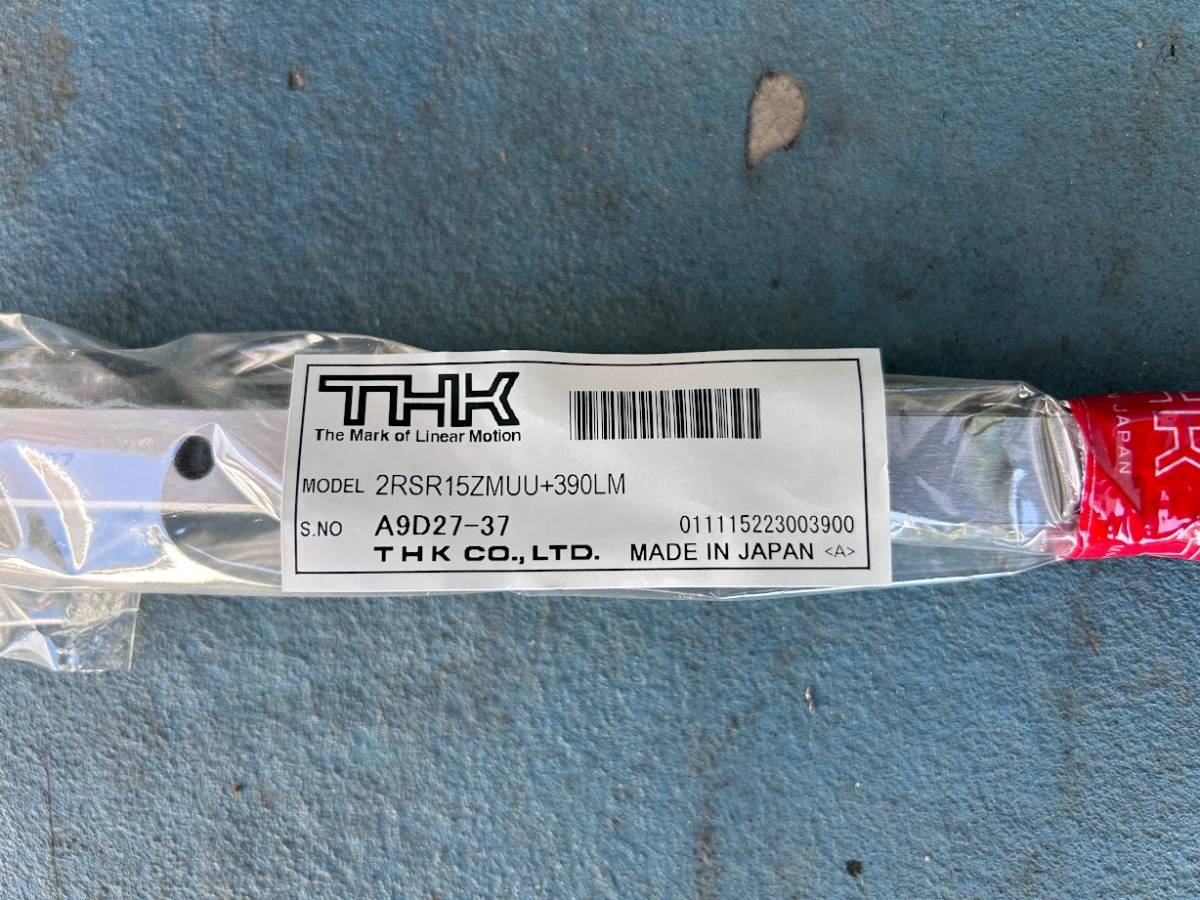 THK
The Mark of Linear Motion
MODEL 2RSR15ZMUU+390LM
S.NO A9D27-37 011115223003900
THK CO., LTD. MADE IN JAPAN <A>
JAPAN